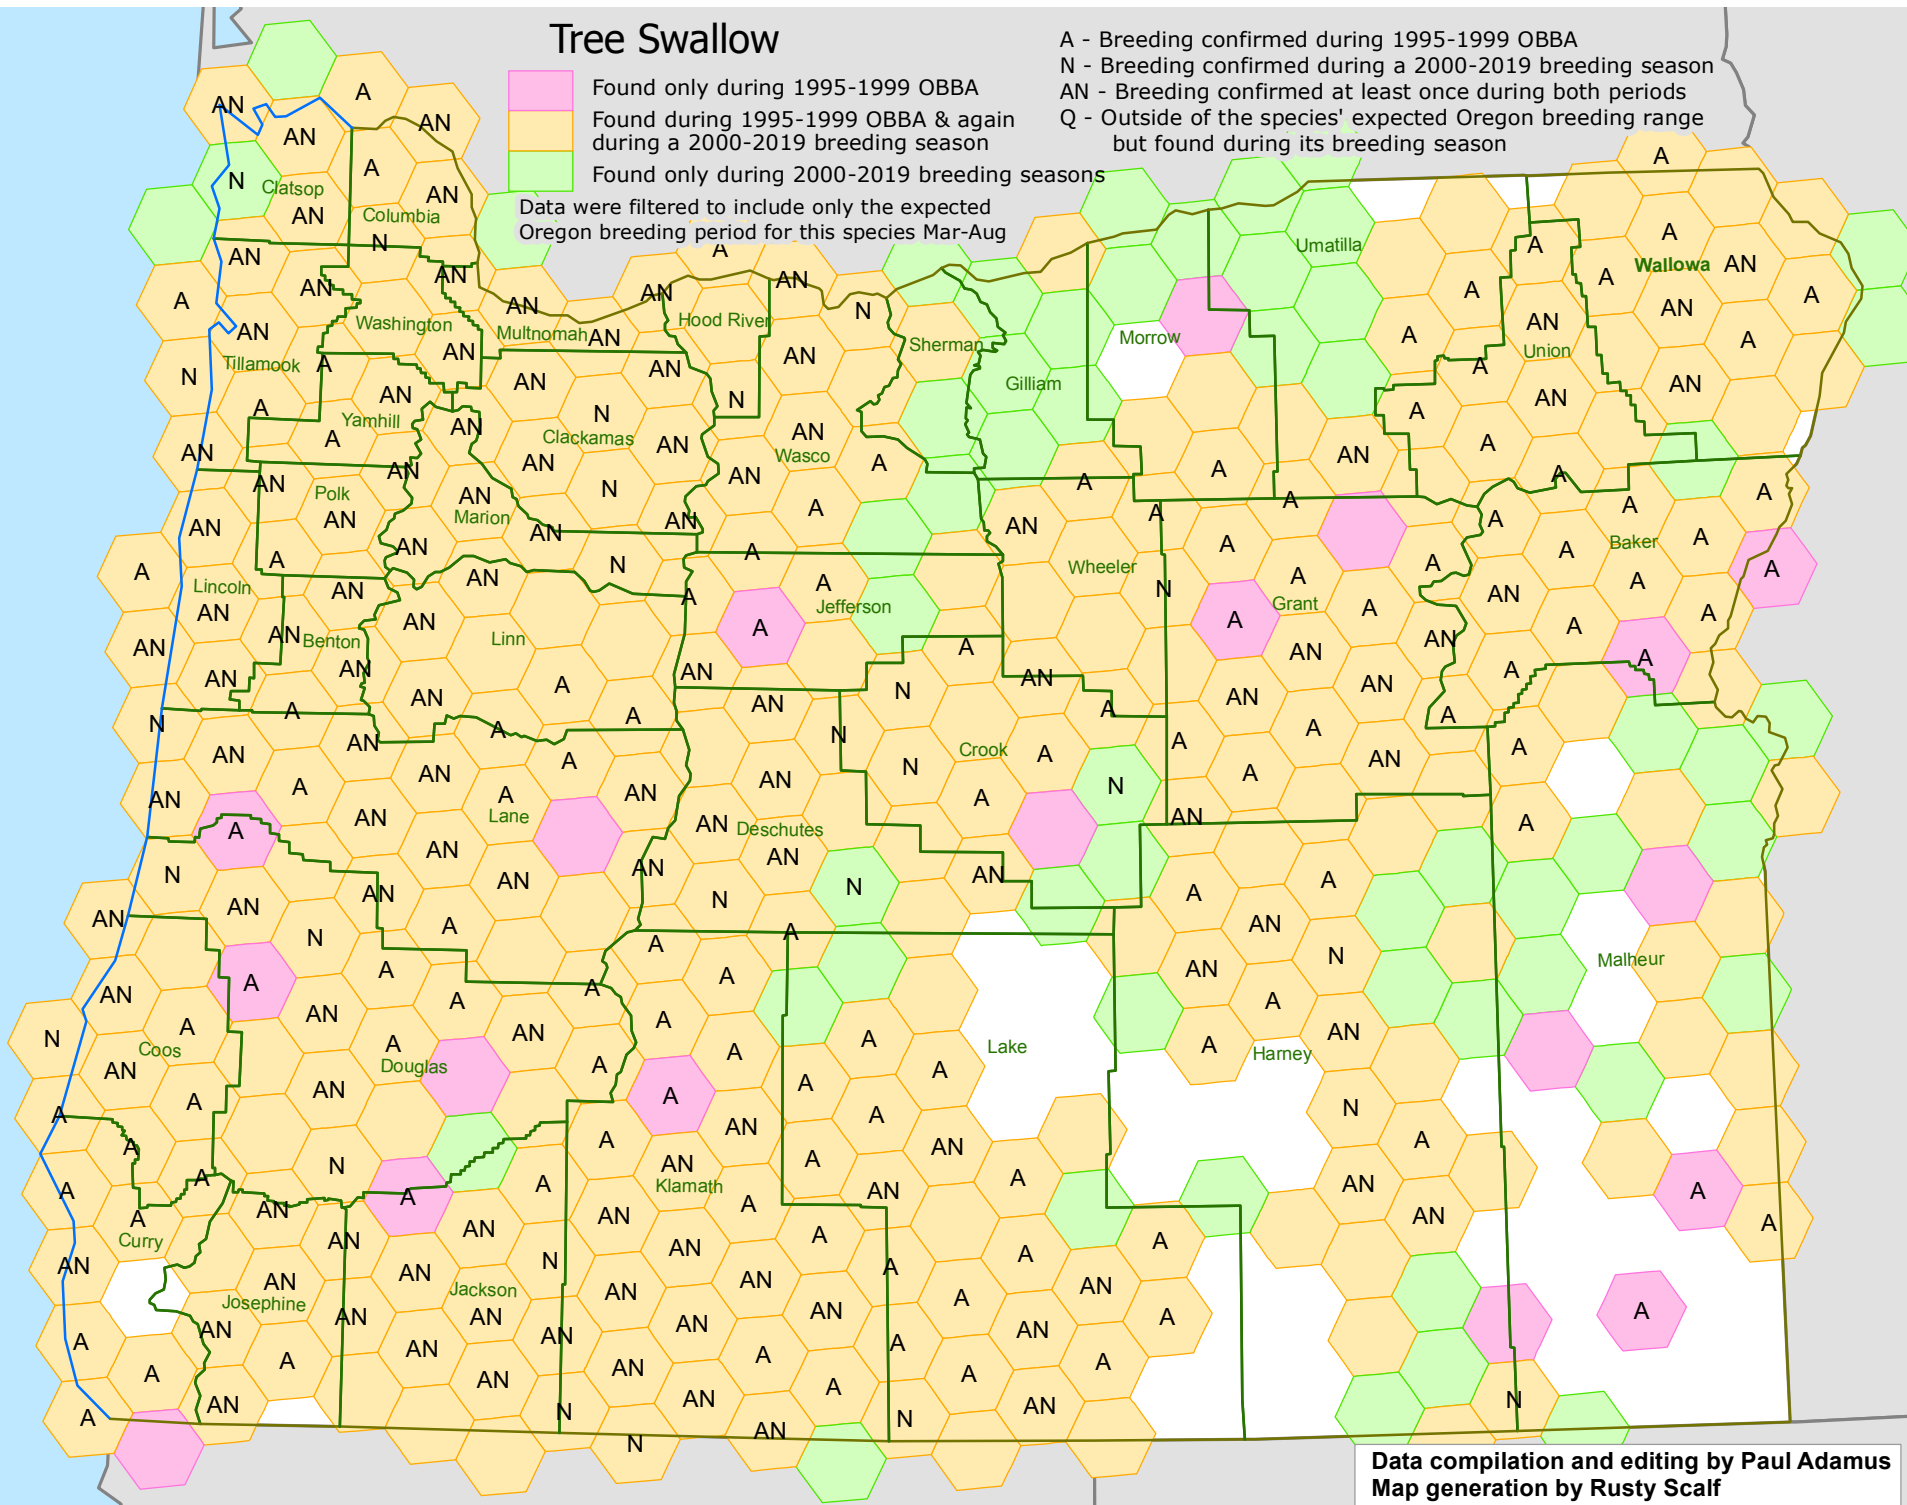 Tree Swallow
Found only during 1995-1999 OBBA
Found during 1995-1999 OBBA & again
during a 2000-2019 breeding season
Found only during 2000-2019 breeding seasons
Data were filtered to include only the expected
Oregon breeding period for this species Mar-Aug
A - Breeding confirmed during 1995-1999 OBBA
N - Breeding confirmed during a 2000-2019 breeding season
AN - Breeding confirmed at least once during both periods
Q - Outside of the species' expected Oregon breeding range
but found during its breeding season
Clatsop
Columbia
Umatilla
Wallowa
Tillamook
Washington
Multnomah
Hood River
Sherman
Gilliam
Morrow
Union
Yamhill
Clackamas
Wasco
Polk
Marion
Lincoln
Benton
Linn
Jefferson
Wheeler
Grant
Baker
Lane
Deschutes
Crook
Coos
Douglas
Klamath
Lake
Harney
Malheur
Curry
Josephine
Jackson
Data compilation and editing by Paul Adamus
Map generation by Rusty Scalf